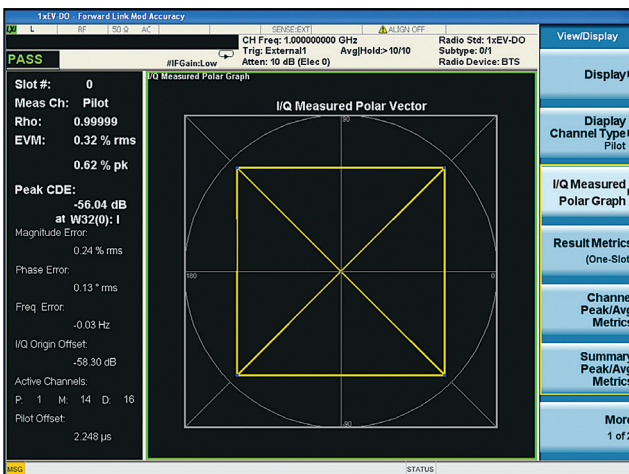 1xEV-DO - Forward Link Mod Accuracy
L RF 50 Ω AC SENSE:EXT ALIGN OFF
CH Freq: 1.000000000 GHz Radio Std: 1xEV-DO
Trig: External1 Avg|Hold:>10/10 Subtype: 0/1
PASS #IFGain:Low Atten: 10 dB (Elec 0) Radio Device: BTS
Slot #: 0
Meas Ch: Pilot
Rho: 0.99999
EVM: 0.32 % rms
0.62 % pk
Peak CDE:
-56.04 dB
at W32(0): I
Magnitude Error:
0.24 % rms
Phase Error:
0.13 ° rms
Freq Error:
-0.03 Hz
I/Q Origin Offset:
-58.30 dB
Active Channels:
P: 1 M: 14 D: 16
Pilot Offset:
2.248 µs
I/Q Measured Polar Graph
I/Q Measured Polar Vector
90
180
0
-90
View/Display
Display
Diaplay
Channel Type
Pilot
I/Q Measured
Polar Graph
Result Metrics
(One-Slot
Channe
Peak/Avg
Metrics
Summary
Peak/Avg
Metrics
More
1 of 2
MSG STATUS